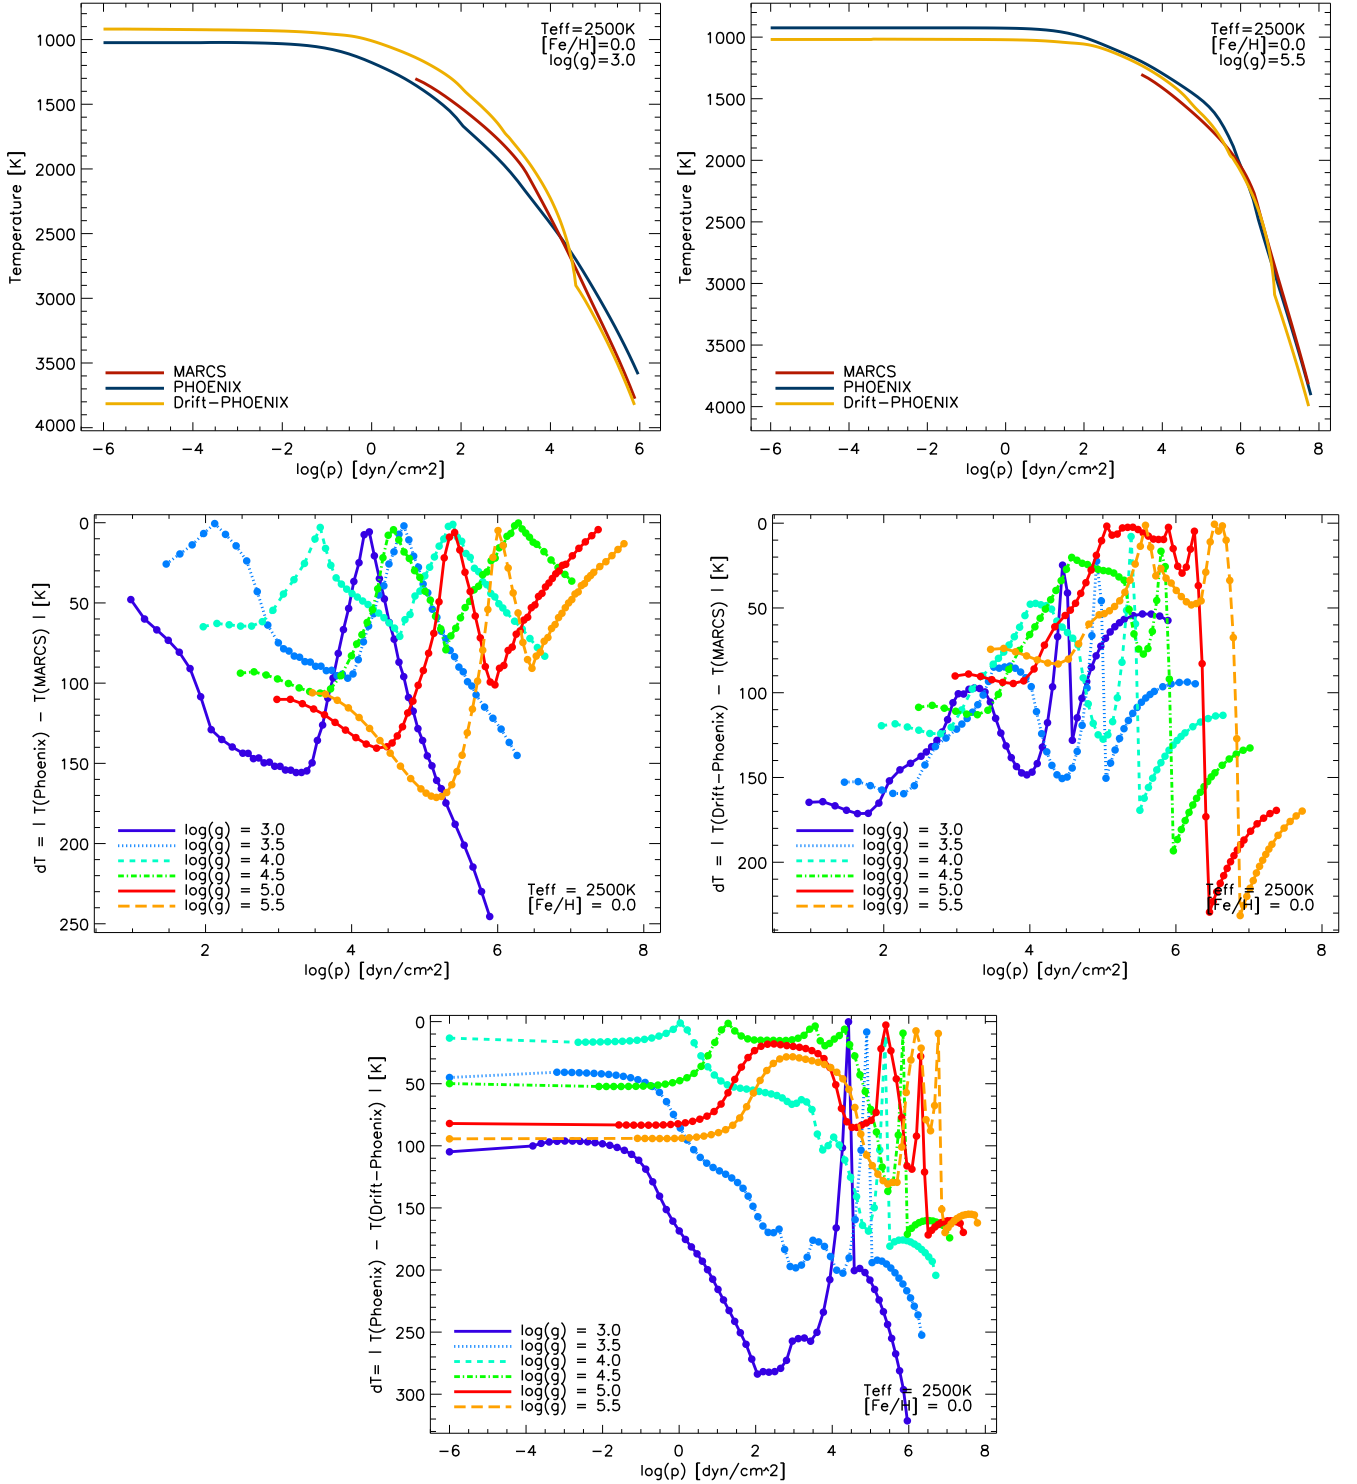 Teff=2500K
[Fe/H]=0.0
log(g)=3.0
1000
1500
2000
2500
3000
3500
4000
Temperature [K]
MARCS
PHOENIX
Drift-PHOENIX
-6 -4 -2 0 2 4 6
log(p) [dyn/cm^2]
Teff=2500K
[Fe/H]=0.0
log(g)=5.5
1000
1500
2000
2500
3000
3500
4000
Temperature [K]
MARCS
PHOENIX
Drift-PHOENIX
-6 -4 -2 0 2 4 6 8
log(p) [dyn/cm^2]
0
50
100
150
200
250
dT = | T(Phoenix) - T(MARCS) | [K]
log(g) = 3.0
log(g) = 3.5
log(g) = 4.0
log(g) = 4.5
log(g) = 5.0
log(g) = 5.5
Teff = 2500K
[Fe/H] = 0.0
2 4 6 8
log(p) [dyn/cm^2]
0
50
100
150
200
dT = | T(Drift-Phoenix) - T(MARCS) | [K]
log(g) = 3.0
log(g) = 3.5
log(g) = 4.0
log(g) = 4.5
log(g) = 5.0
log(g) = 5.5
Teff = 2500K
[Fe/H] = 0.0
2 4 6 8
log(p) [dyn/cm^2]
0
50
100
150
200
250
300
dT= | T(Phoenix) - T(Drift-Phoenix) | [K]
log(g) = 3.0
log(g) = 3.5
log(g) = 4.0
log(g) = 4.5
log(g) = 5.0
log(g) = 5.5
Teff = 2500K
[Fe/H] = 0.0
-6 -4 -2 0 2 4 6 8
log(p) [dyn/cm^2]